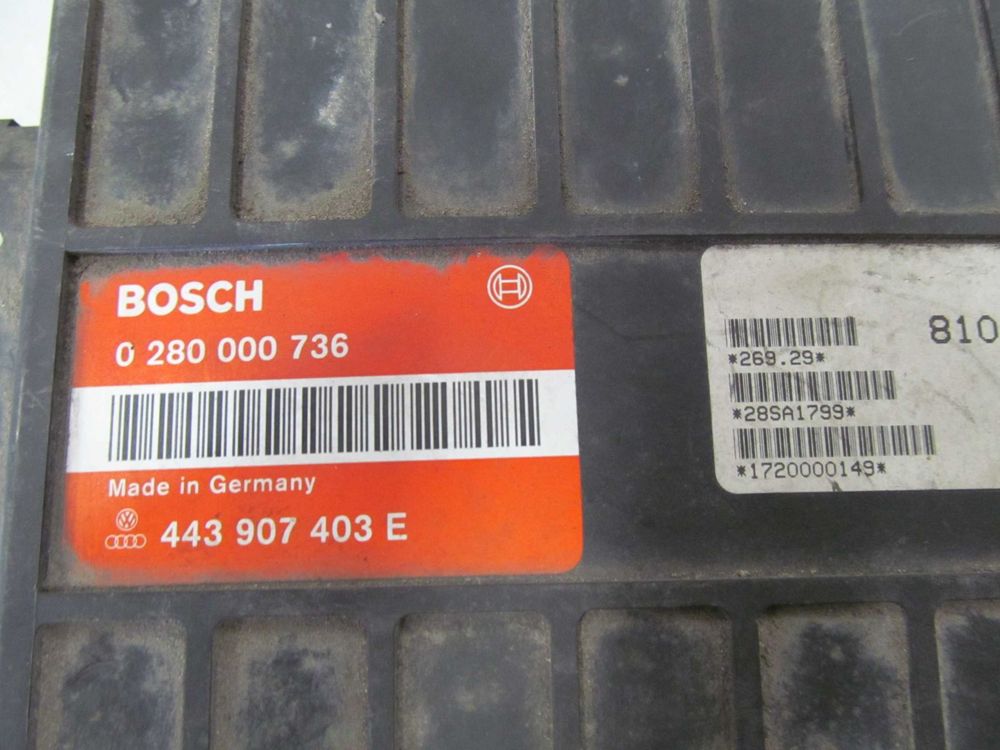 BOSCH
0 280 000 736
Made in Germany
443 907 403 E
810
*269.29*
*28SA1799*
*1720000149*